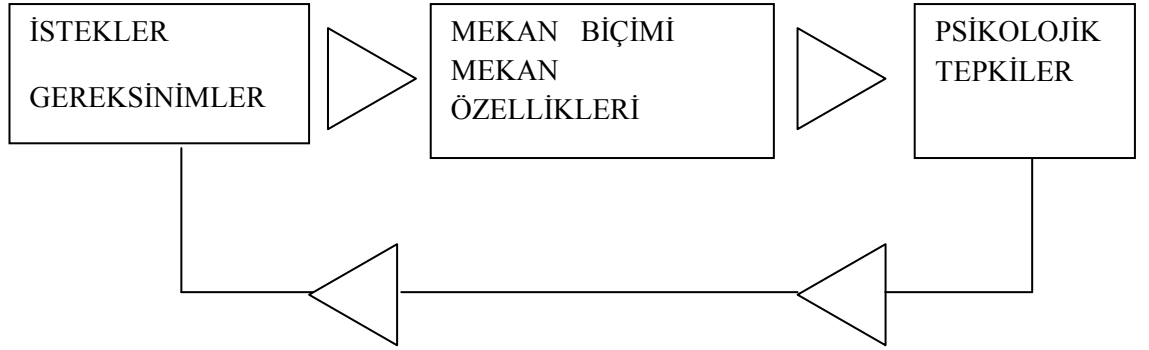 İSTEKLER
GEREKSİNİMLER
MEKAN BİÇİMİ
MEKAN
ÖZELLİKLERİ
PSİKOLOJİK
TEPKİLER